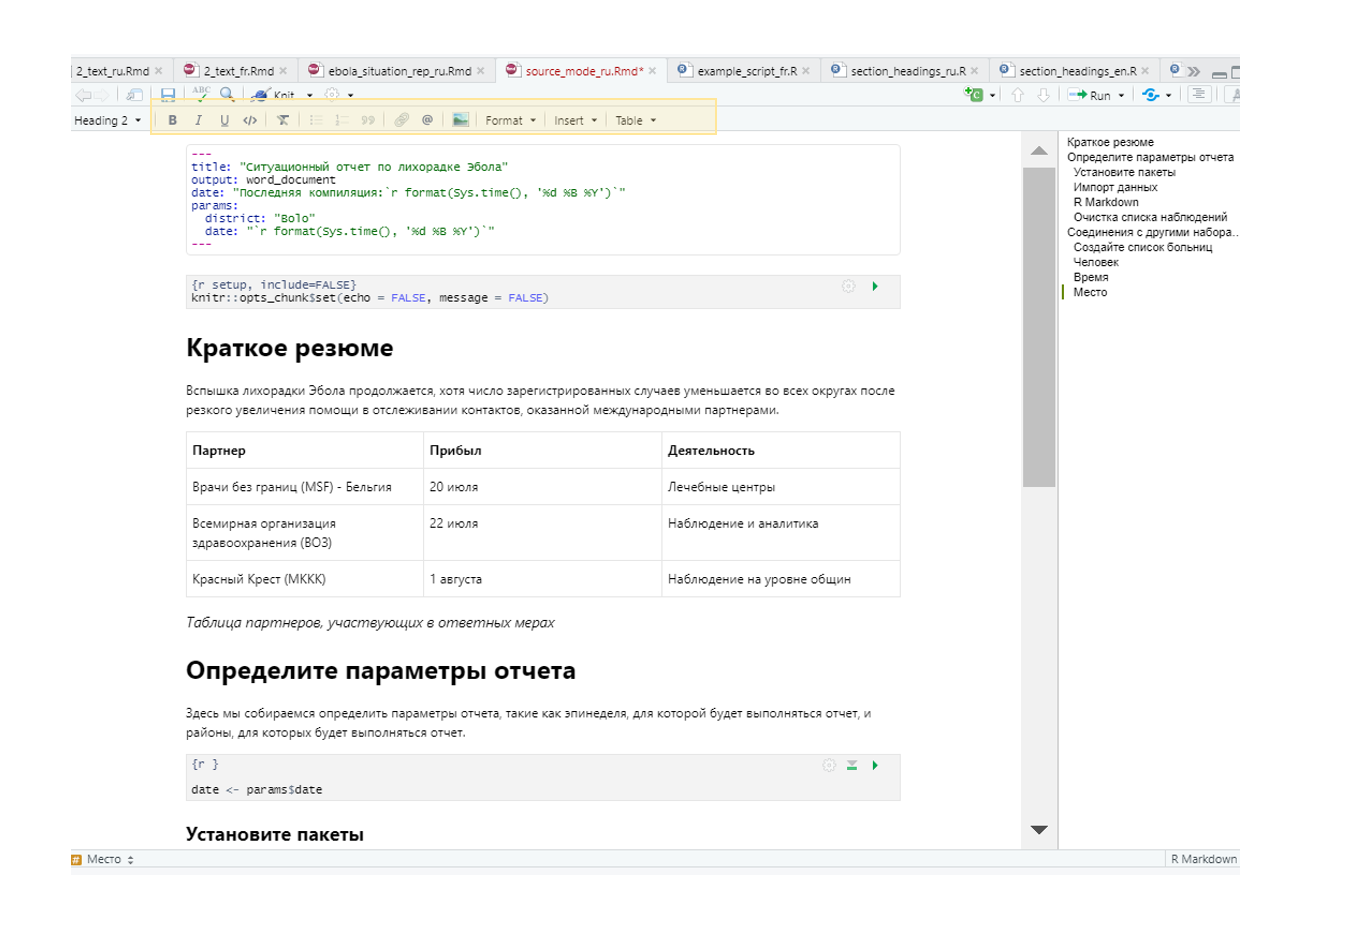 2_text_ru.Rmd × 2_text_fr.Rmd × ebola_situation_rep_ru.Rmd × source_mode_ru.Rmd* × example_script_fr.R × section_headings_ru.R × section_headings_en.R ×
ABC Knit Run
Heading 2 B I U </> Format Insert Table
---
title: "Ситуационный отчет по лихорадке Эбола"
output: word_document
date: "Последняя компиляция:`r format(Sys.time(), '%d %B %Y')`"
params:
district: "Bolo"
date: "`r format(Sys.time(), '%d %B %Y')`"
---
{r setup, include=FALSE}
knitr::opts_chunk$set(echo = FALSE, message = FALSE)
Краткое резюме
Вспышка лихорадки Эбола продолжается, хотя число зарегистрированных случаев уменьшается во всех округах после
резкого увеличения помощи в отслеживании контактов, оказанной международными партнерами.
Партнер Прибыл Деятельность
Врачи без границ (MSF) - Бельгия 20 июля Лечебные центры
Всемирная организация 22 июля Наблюдение и аналитика
здравоохранения (ВОЗ)
Красный Крест (МККК) 1 августа Наблюдение на уровне общин
Таблица партнеров, участвующих в ответных мерах
Определите параметры отчета
Здесь мы собираемся определить параметры отчета, такие как эпинеделя, для которой будет выполняться отчет, и
районы, для которых будет выполняться отчет.
{r }
date <- params$date
Установите пакеты
Краткое резюме
Определите параметры отчета
Установите пакеты
Импорт данных
R Markdown
Очистка списка наблюдений
Соединения с другими набора...
Создайте список больниц
Человек
Время
Место
# Место R Markdown